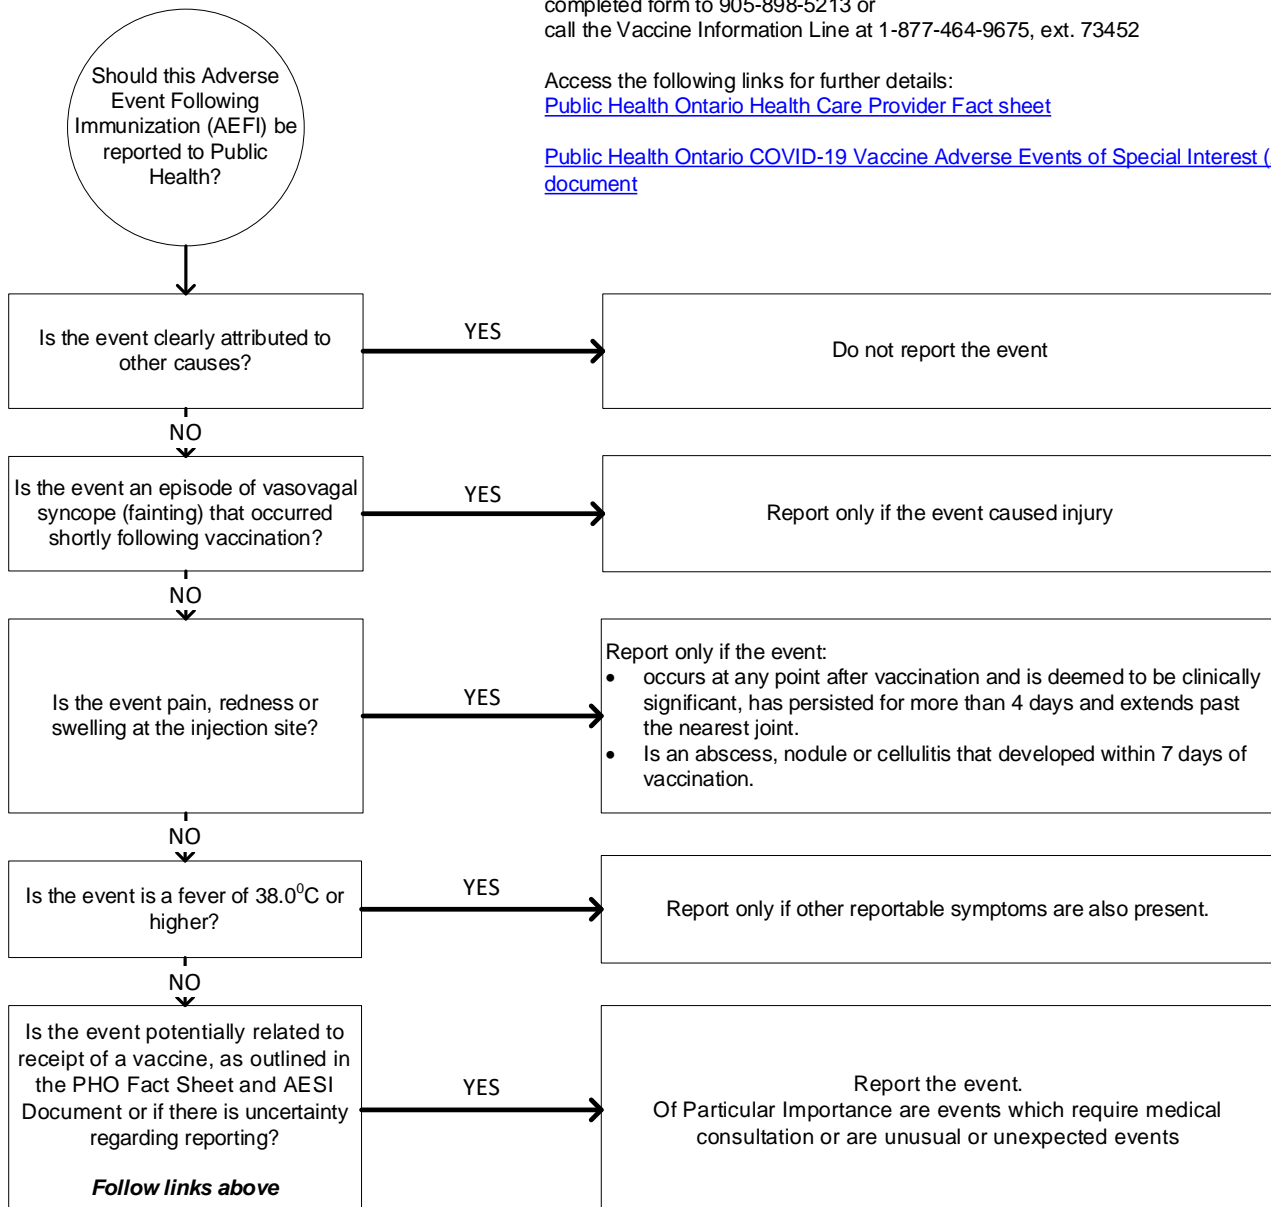 completed form to 905-898-5213 or
call the Vaccine Information Line at 1-877-464-9675, ext. 73452
Access the following links for further details:
Public Health Ontario Health Care Provider Fact sheet
Public Health Ontario COVID-19 Vaccine Adverse Events of Special Interest (
document
Should this Adverse
Event Following
Immunization (AEFI) be
reported to Public
Health?
Is the event clearly attributed to
other causes?
YES
Do not report the event
NO
Is the event an episode of vasovagal
syncope (fainting) that occurred
shortly following vaccination?
YES
Report only if the event caused injury
NO
Is the event pain, redness or
swelling at the injection site?
YES
Report only if the event:
• occurs at any point after vaccination and is deemed to be clinically
significant, has persisted for more than 4 days and extends past
the nearest joint.
• Is an abscess, nodule or cellulitis that developed within 7 days of
vaccination.
NO
Is the event is a fever of 38.0⁰C or
higher?
YES
Report only if other reportable symptoms are also present.
NO
Is the event potentially related to
receipt of a vaccine, as outlined in
the PHO Fact Sheet and AESI
Document or if there is uncertainty
regarding reporting?
Follow links above
YES
Report the event.
Of Particular Importance are events which require medical
consultation or are unusual or unexpected events